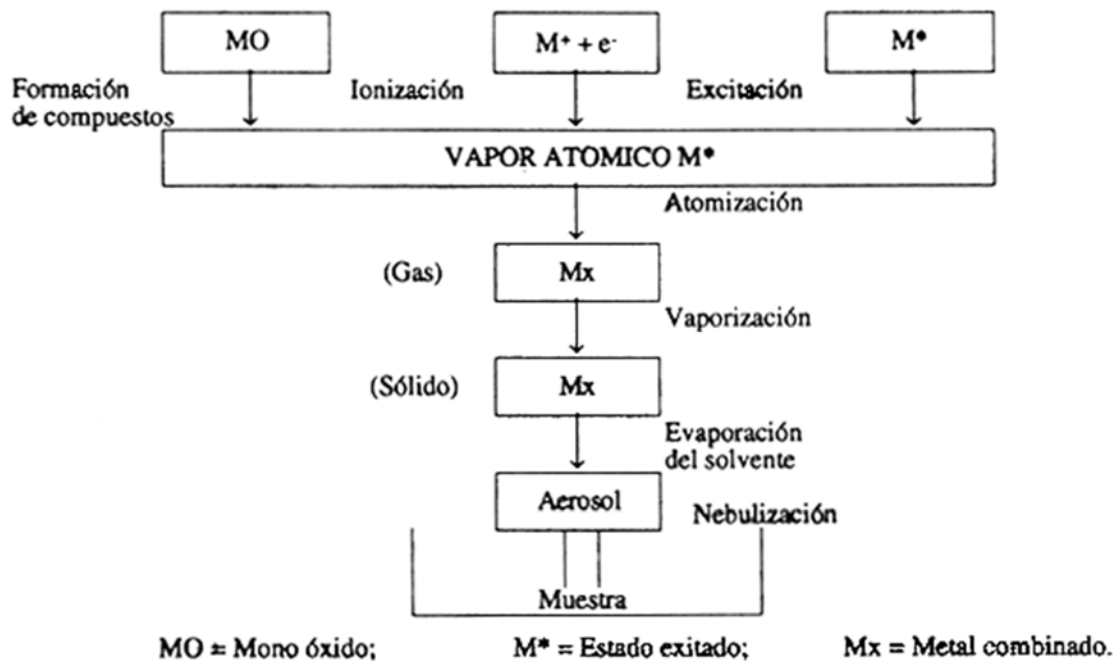 MO
M⁺ + e⁻
M*
Formación
de compuestos
Ionización
Excitación
VAPOR ATOMICO M*
Atomización
(Gas)
Mx
Vaporización
(Sólido)
Mx
Evaporación
del solvente
Aerosol
Nebulización
Muestra
MO = Mono óxido;
M* = Estado exitado;
Mx = Metal combinado.